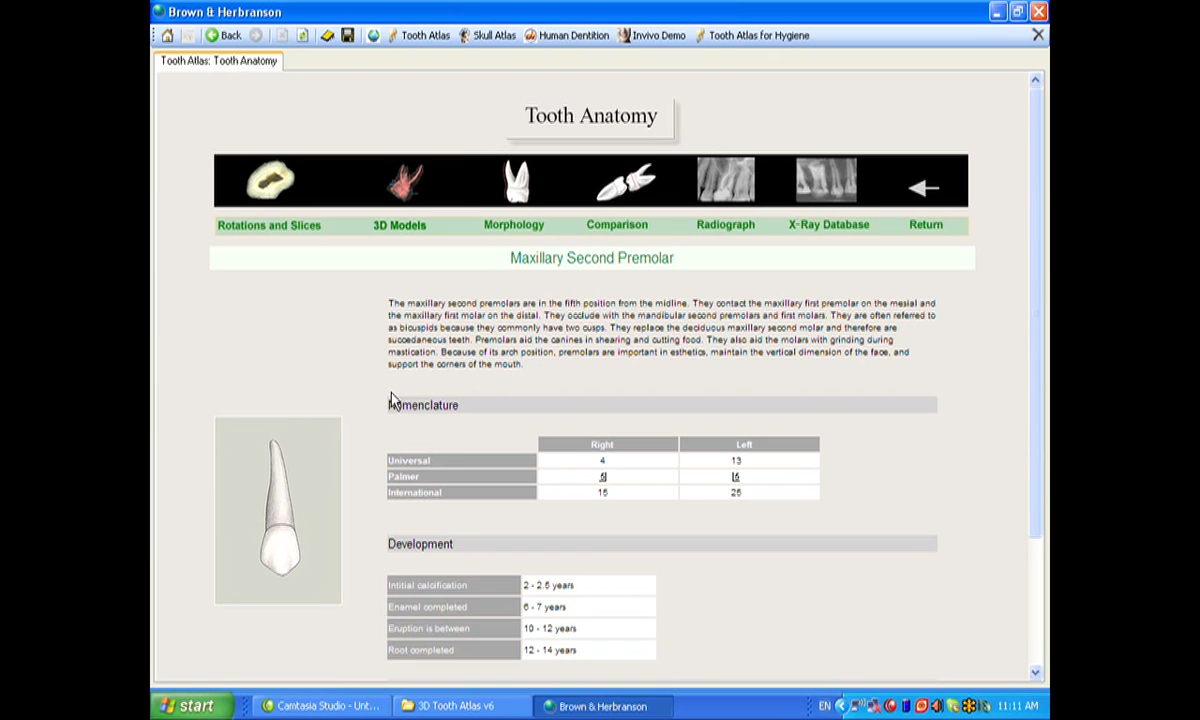 Brown & Herbranson
Back Tooth Atlas Skull Atlas Human Dentition Invivo Demo Tooth Atlas for Hygiene
Tooth Atlas: Tooth Anatomy
Tooth Anatomy
Rotations and Slices 3D Models Morphology Comparison Radiograph X-Ray Database Return
Maxillary Second Premolar
The maxillary second premolars are in the fifth position from the midline. They contact the maxillary first premolar on the mesial and
the maxillary first molar on the distal. They occlude with the mandibular second premolars and first molars. They are often referred to
as bicuspids because they commonly have two cusps. They replace the deciduous maxillary second molar and therefore are
succedaneous teeth. Premolars aid the canines in shearing and cutting food. They also aid the molars with grinding during
mastication. Because of its arch position, premolars are important in esthetics, maintain the vertical dimension of the face, and
support the corners of the mouth.
Nomenclature
Right Left
Universal 4 13
Palmer
International 15 25
Development
Intitial calcification 2 - 2.5 years
Enamel completed 6 - 7 years
Eruption is between 10 - 12 years
Root completed 12 - 14 years
start Camtasia Studio - Unt... 3D Tooth Atlas v6 Brown & Herbranson EN 11:11 AM